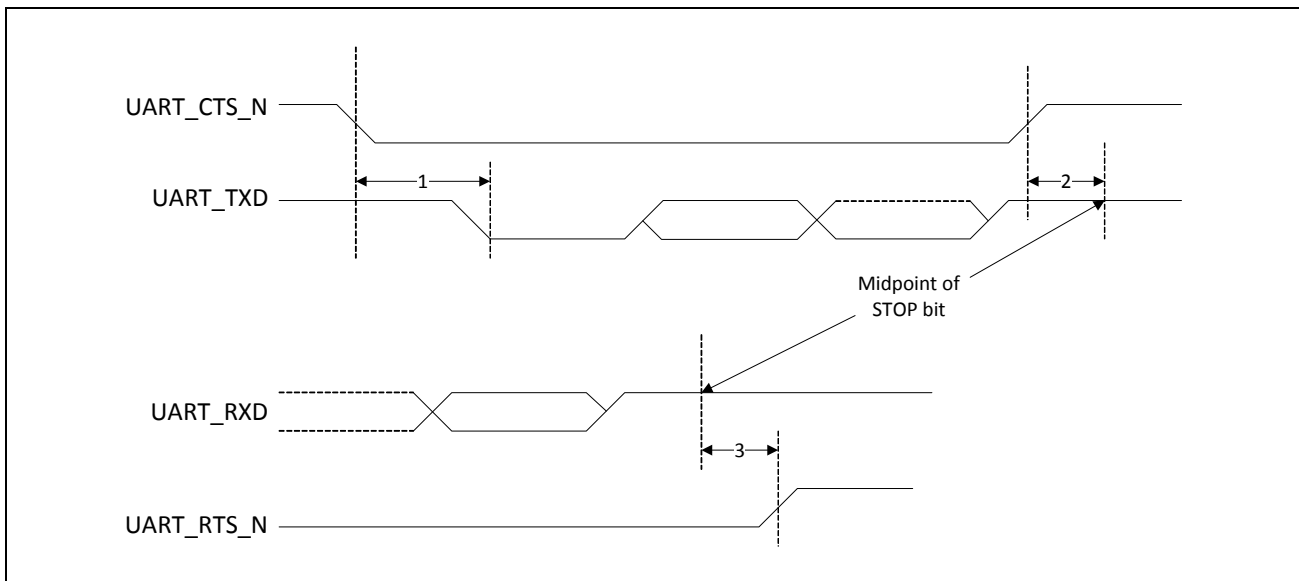 UART_CTS_N
1
2
UART_TXD
Midpoint of
STOP bit
UART_RXD
3
UART_RTS_N